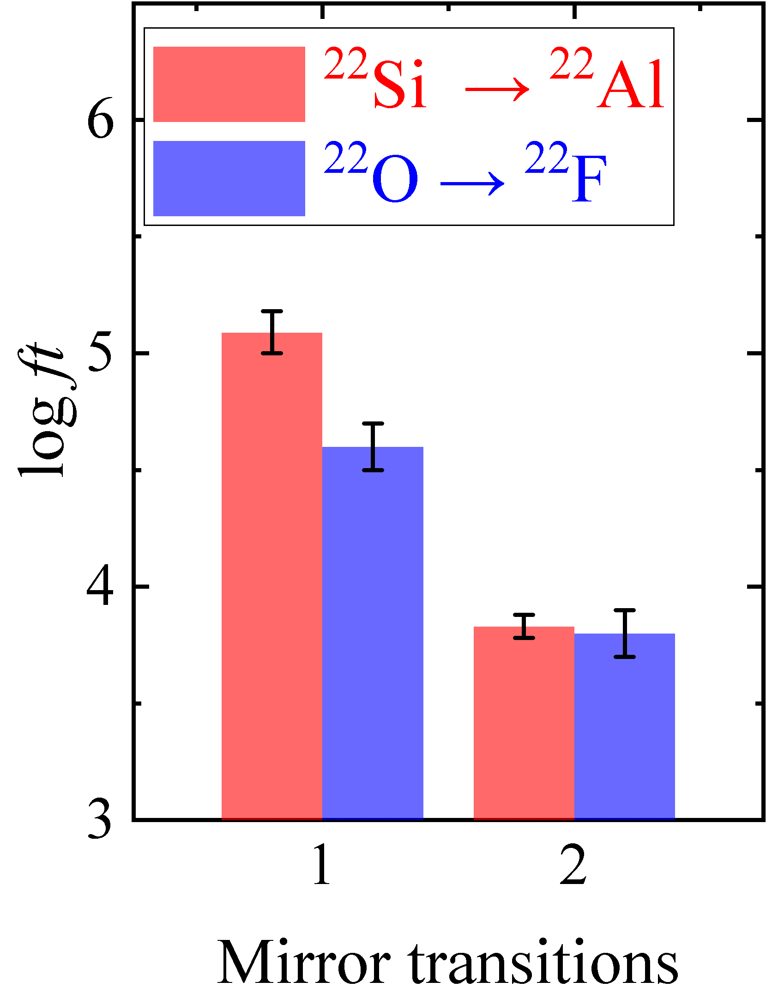 ²²Si → ²²Al
²²O → ²²F
6
5
4
3
log ft
1 2
Mirror transitions